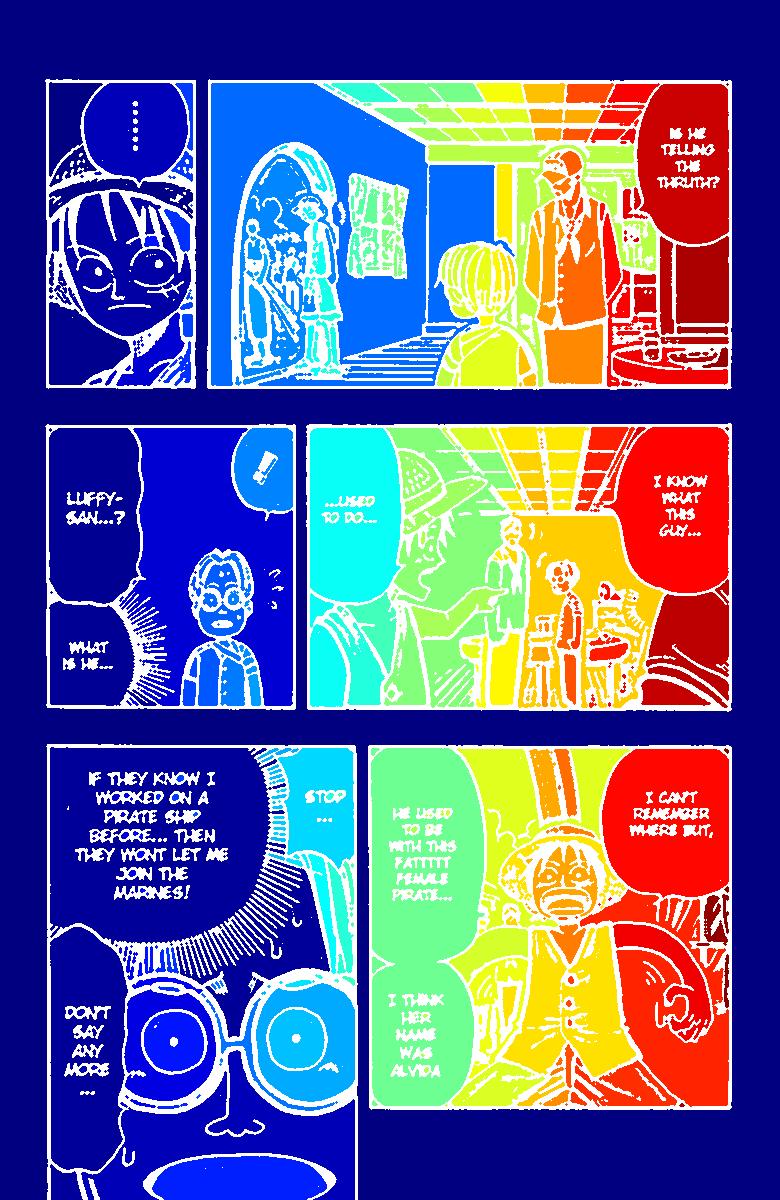 IS HE
TELLING
THE
THRUTH?
........
I KNOW
WHAT
THIS
GUY...
...USED
TO DO...
!
LUFFY-
SAN...?
WHAT
IS HE...
I CAN'T
REMEMBER
WHERE BUT,
HE USED
TO BE
WITH THIS
FATTTTT
FEMALE
PIRATE...
I THINK
HER
NAME
WAS
ALVIDA
STOP
...
IF THEY KNOW I
WORKED ON A
PIRATE SHIP
BEFORE... THEN
THEY WONT LET ME
JOIN THE
MARINES!
DON'T
SAY
ANY
MORE
...